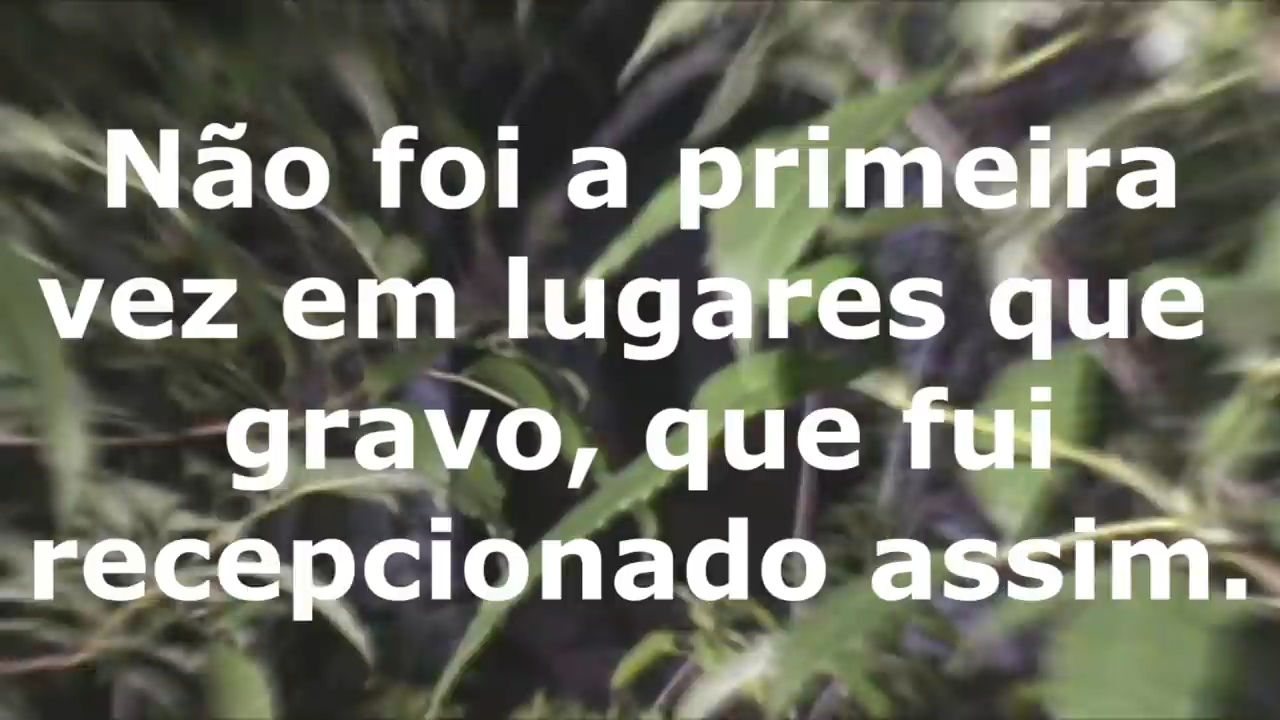 Não foi a primeira
vez em lugares que
gravo, que fui
recepcionado assim.